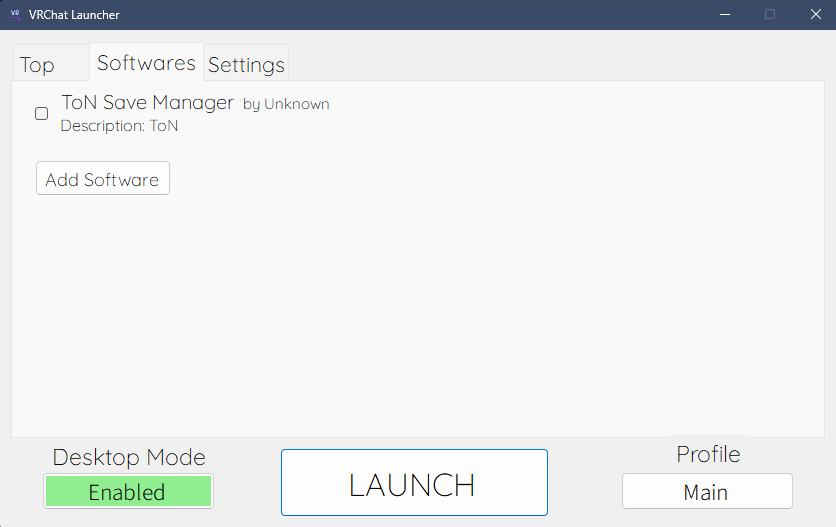 VRChat Launcher
Top Softwares Settings
ToN Save Manager by Unknown
Description: ToN
Add Software
Desktop Mode
Enabled
LAUNCH
Profile
Main